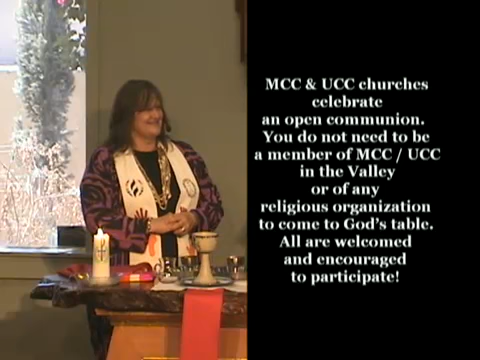 MCC & UCC churches
celebrate
an open communion.
You do not need to be
a member of MCC / UCC
in the Valley
or of any
religious organization
to come to God's table.
All are welcomed
and encouraged
to participate!